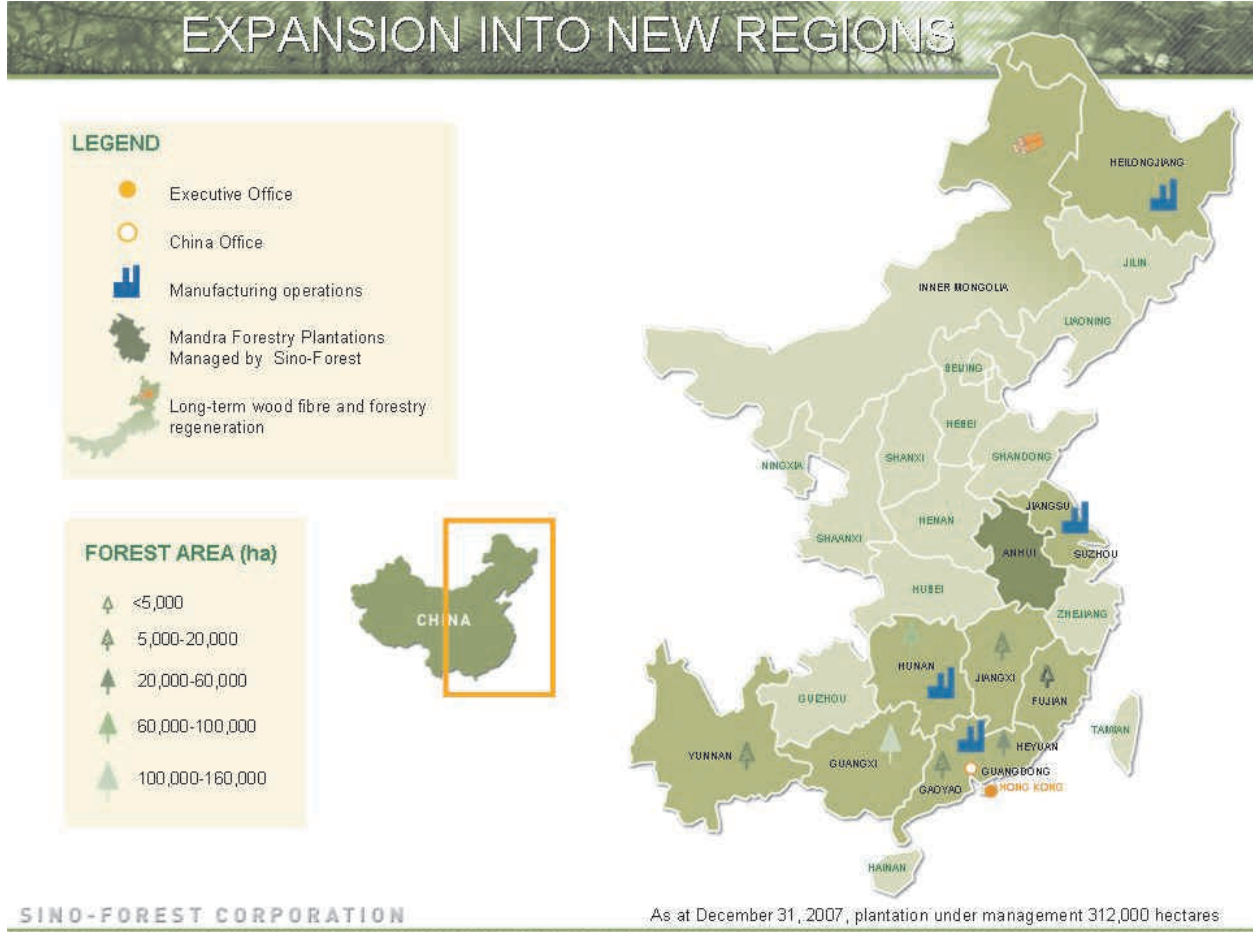 EXPANSION INTO NEW REGIONS
LEGEND
Executive Office
China Office
Manufacturing operations
Mandra Forestry Plantations
Managed by Sino-Forest
Long-term wood fibre and forestry
regeneration
FOREST AREA (ha)
<5,000
5,000-20,000
20,000-60,000
60,000-100,000
100,000-160,000
CHINA
HEILONGJIANG
JILIN
INNER MONGOLIA
LIAONING
BEIJING
HEBEI
NINGXIA
SHANXI
SHANDONG
JIANGSU
HENAN
SHAANXI
ANHUI
SUZHOU
HUBEI
ZHEJIANG
HUNAN
JIANGXI
GUIZHOU
FUJIAN
TAIWAN
YUNNAN
GUANGXI
HEYUAN
GUANGDONG
GAOYAO
HONG KONG
HAINAN
SINO-FOREST CORPORATION
As at December 31, 2007, plantation under management 312,000 hectares